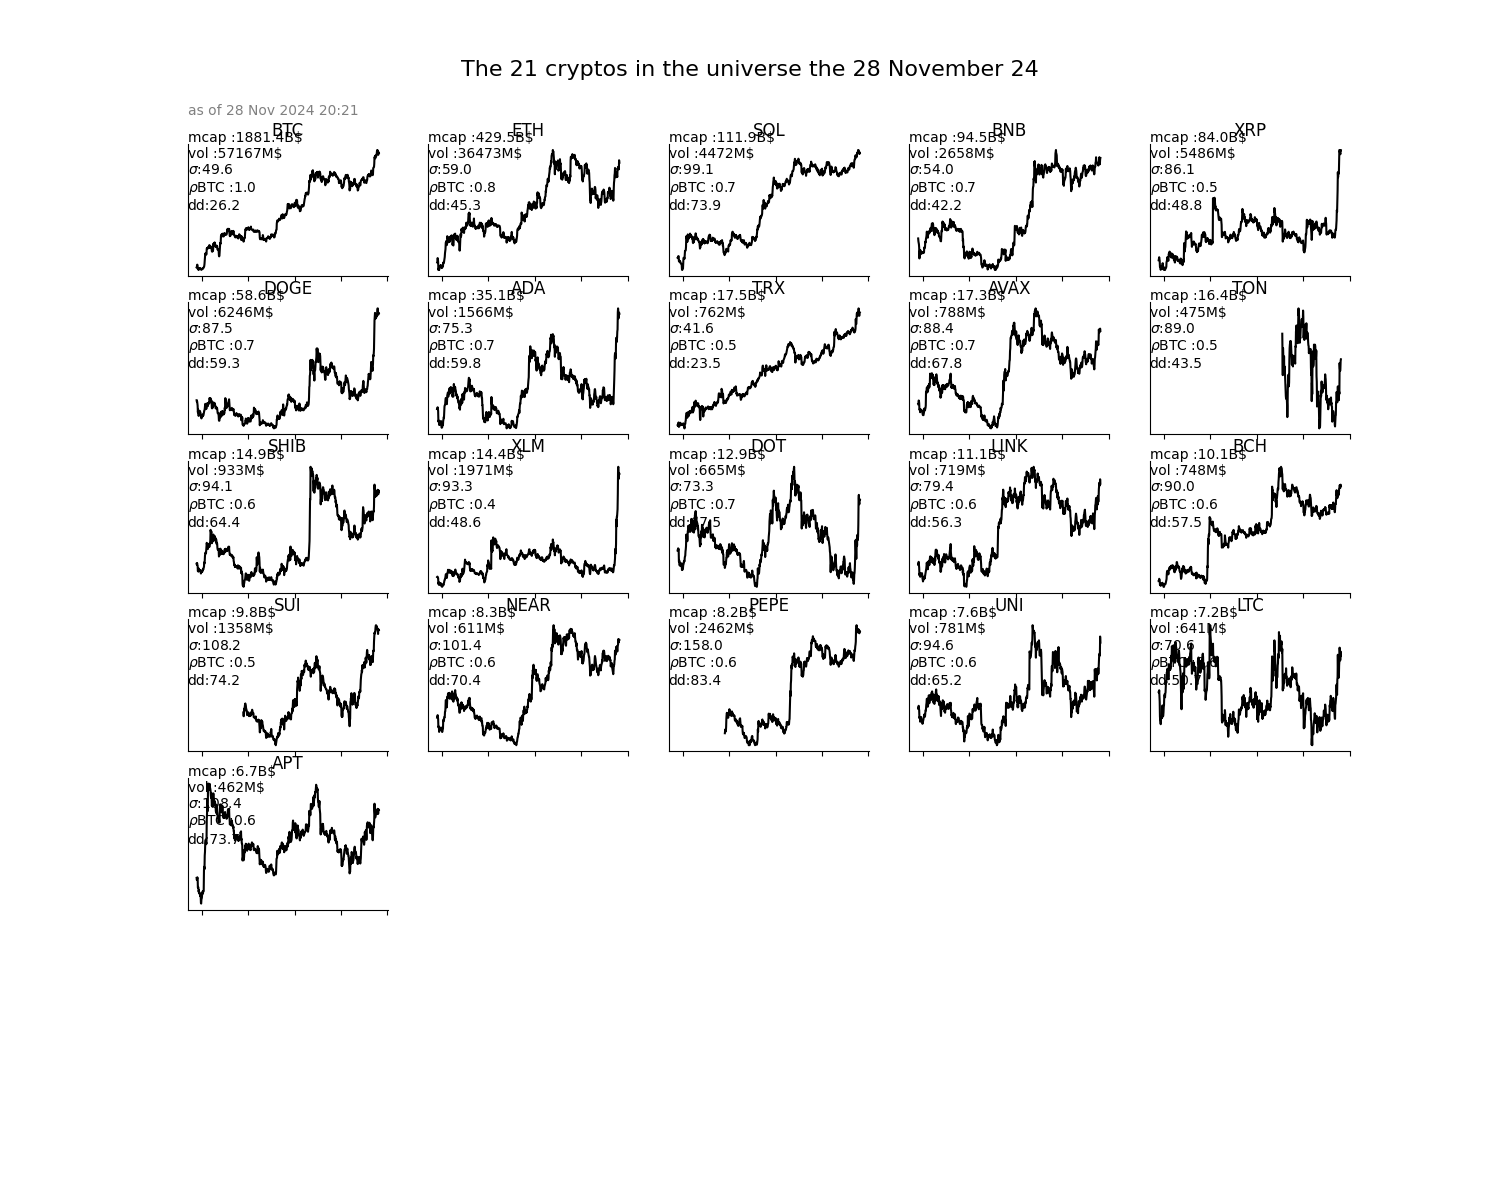 The 21 cryptos in the universe the 28 November 24
as of 28 Nov 2024 20:21
BTC
mcap :1881.4B$
vol :57167M$
σ:49.6
ρBTC :1.0
dd:26.2
ETH
mcap :429.5B$
vol :36473M$
σ:59.0
ρBTC :0.8
dd:45.3
SOL
mcap :111.9B$
vol :4472M$
σ:99.1
ρBTC :0.7
dd:73.9
BNB
mcap :94.5B$
vol :2658M$
σ:54.0
ρBTC :0.7
dd:42.2
XRP
mcap :84.0B$
vol :5486M$
σ:86.1
ρBTC :0.5
dd:48.8
DOGE
mcap :58.6B$
vol :6246M$
σ:87.5
ρBTC :0.7
dd:59.3
ADA
mcap :35.1B$
vol :1566M$
σ:75.3
ρBTC :0.7
dd:59.8
TRX
mcap :17.5B$
vol :762M$
σ:41.6
ρBTC :0.5
dd:23.5
AVAX
mcap :17.3B$
vol :788M$
σ:88.4
ρBTC :0.7
dd:67.8
TON
mcap :16.4B$
vol :475M$
σ:89.0
ρBTC :0.5
dd:43.5
SHIB
mcap :14.9B$
vol :933M$
σ:94.1
ρBTC :0.6
dd:64.4
XLM
mcap :14.4B$
vol :1971M$
σ:93.3
ρBTC :0.4
dd:48.6
DOT
mcap :12.9B$
vol :665M$
σ:73.3
ρBTC :0.7
LINK
mcap :11.1B$
vol :719M$
σ:79.4
ρBTC :0.6
dd:56.3
BCH
mcap :10.1B$
vol :748M$
σ:90.0
ρBTC :0.6
dd:57.5
SUI
mcap :9.8B$
vol :1358M$
σ:108.2
ρBTC :0.5
dd:74.2
NEAR
mcap :8.3B$
vol :611M$
σ:101.4
ρBTC :0.6
dd:70.4
PEPE
mcap :8.2B$
vol :2462M$
σ:158.0
ρBTC :0.6
dd:83.4
UNI
mcap :7.6B$
vol :781M$
σ:94.6
ρBTC :0.6
dd:65.2
LTC
mcap :7.2B$
vol :641M$
σ:70.6
APT
mcap :6.7B$
vol :462M$
σ:108.4
ρBTC :0.6